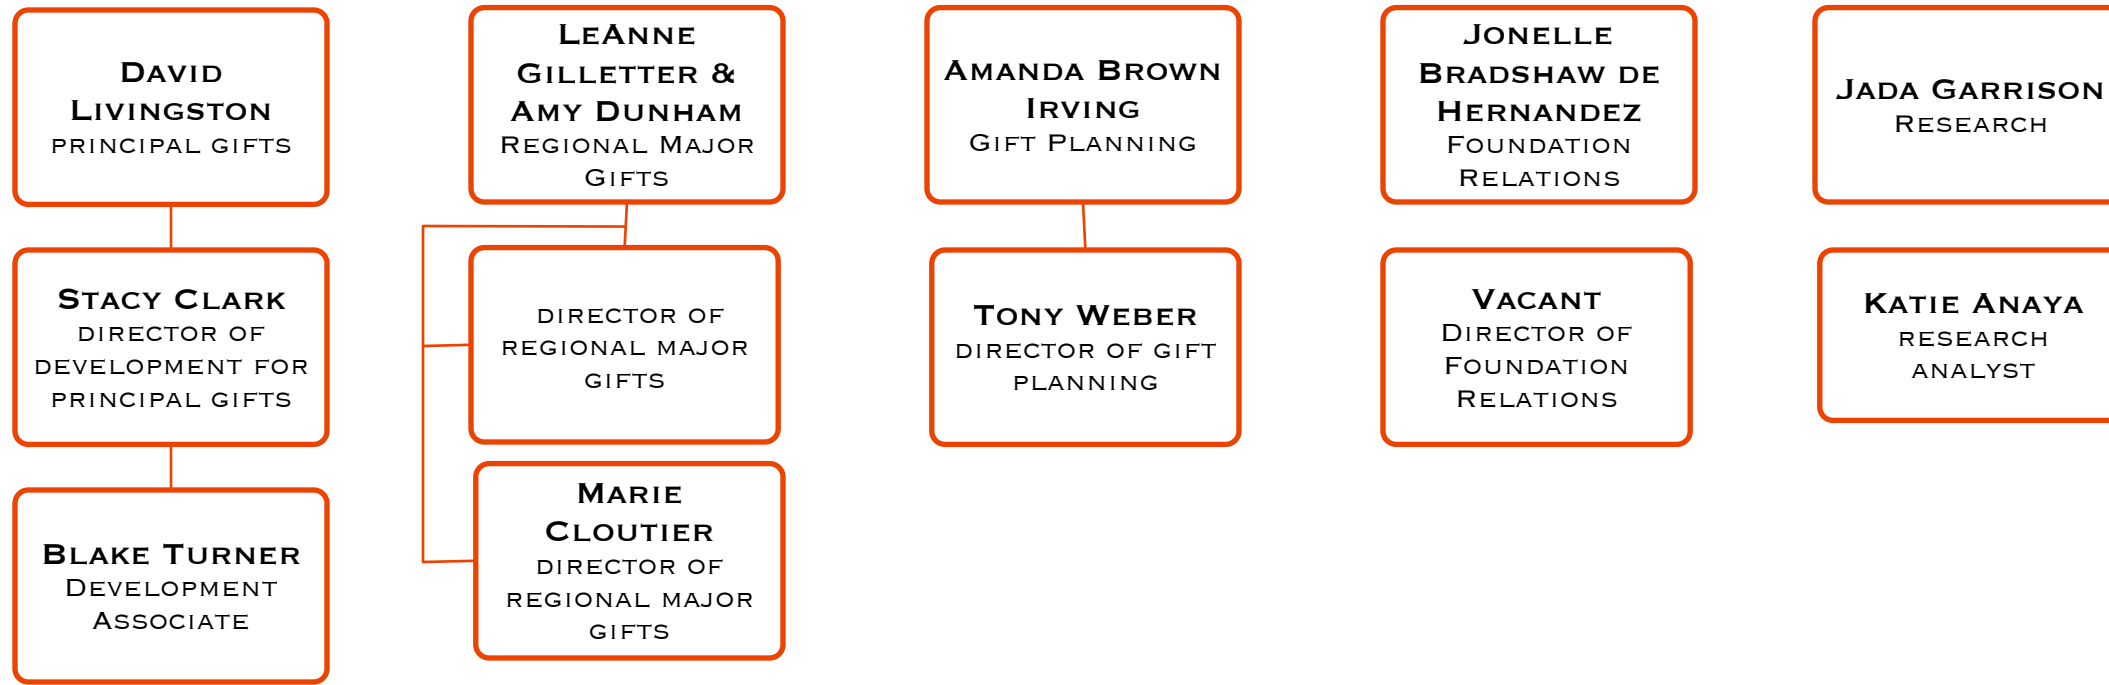 David
Livingston
principal gifts
Stacy Clark
director of
development for
principal gifts
Blake Turner
Development
Associate
LeAnne
Gilletter &
Amy Dunham
Regional Major
Gifts
director of
regional major
gifts
Marie
Cloutier
director of
regional major
gifts
Amanda Brown
Irving
Gift Planning
Tony Weber
director of gift
planning
Jonelle
Bradshaw de
Hernandez
Foundation
Relations
Vacant
Director of
Foundation
Relations
Jada Garrison
Research
Katie Anaya
research
analyst